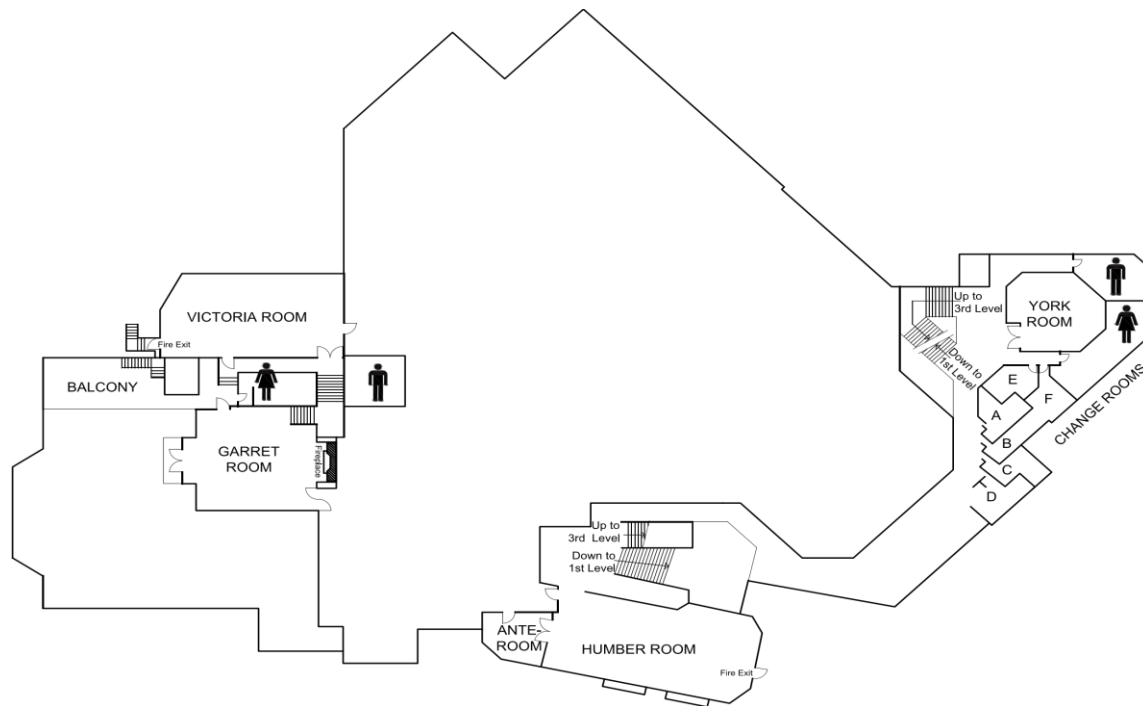 Up to
3rd Level
YORK
ROOM
VICTORIA ROOM
Fire Exit
Down to
1st Level
BALCONY
E
F
A
CHANGE ROOMS
GARRET
ROOM
Fireplace
B
C
D
Up to
3rd Level
Down to
1st Level
ANTE-
ROOM
HUMBER ROOM
Fire Exit